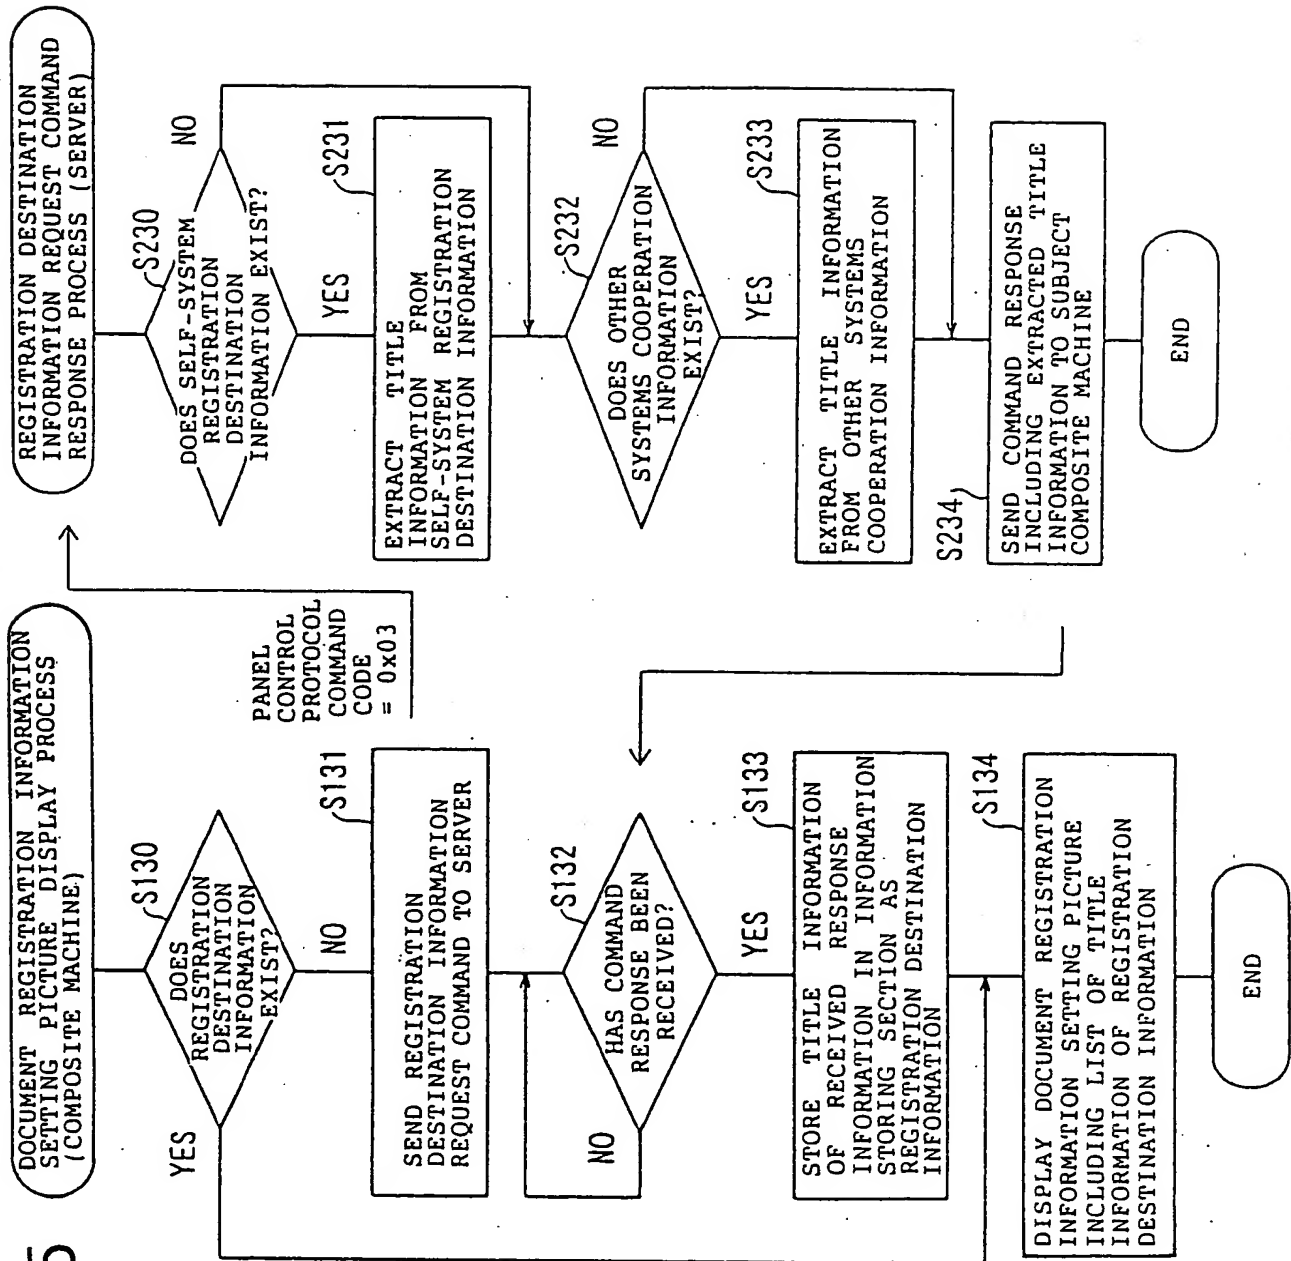 DOCUMENT REGISTRATION INFORMATION
SETTING PICTURE DISPLAY PROCESS
(COMPOSITE MACHINE)
S130
DOES
REGISTRATION
DESTINATION
INFORMATION
EXIST?
YES
NO
S131
SEND REGISTRATION
DESTINATION INFORMATION
REQUEST COMMAND TO SERVER
PANEL
CONTROL
PROTOCOL
COMMAND
CODE
= 0x03
S132
HAS COMMAND
RESPONSE BEEN
RECEIVED?
NO
YES
S133
STORE TITLE INFORMATION
OF RECEIVED RESPONSE
INFORMATION IN INFORMATION
STORING SECTION AS
REGISTRATION DESTINATION
INFORMATION
S134
DISPLAY DOCUMENT REGISTRATION
INFORMATION SETTING PICTURE
INCLUDING LIST OF TITLE
INFORMATION OF REGISTRATION
DESTINATION INFORMATION
END
REGISTRATION DESTINATION
INFORMATION REQUEST COMMAND
RESPONSE PROCESS (SERVER)
S230
DOES SELF-SYSTEM
REGISTRATION
DESTINATION
INFORMATION EXIST?
NO
YES
S231
EXTRACT TITLE
INFORMATION FROM
SELF-SYSTEM REGISTRATION
DESTINATION INFORMATION
S232
DOES OTHER
SYSTEMS COOPERATION
INFORMATION
EXIST?
NO
YES
S233
EXTRACT TITLE INFORMATION
FROM OTHER SYSTEMS
COOPERATION INFORMATION
S234
SEND COMMAND RESPONSE
INCLUDING EXTRACTED TITLE
INFORMATION TO SUBJECT
COMPOSITE MACHINE
END